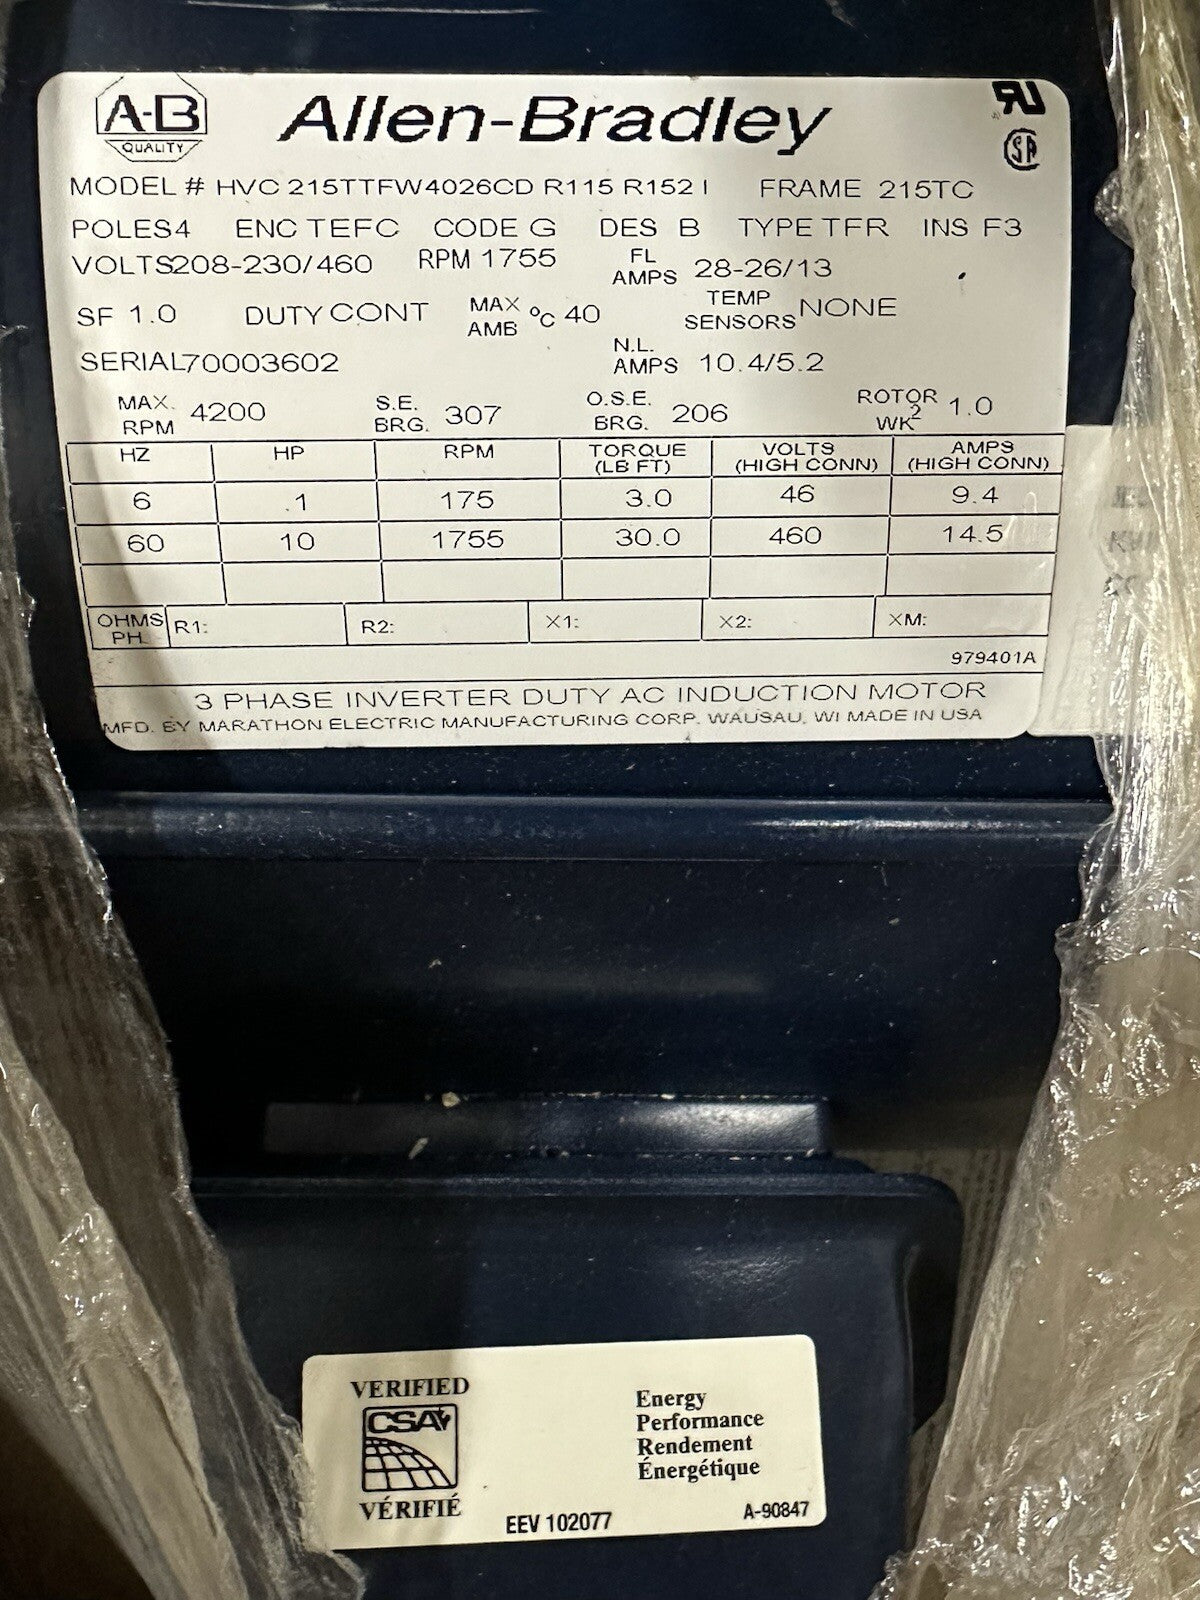 A-B
QUALITY
Allen-Bradley
MODEL # HVC 215TTFW4026CD R115 R152 I FRAME 215TC
POLES4 ENC TEFC CODE G DES B TYPE TFR INS F3
VOLTS208-230/460 RPM 1755 FL AMPS 28-26/13
SF 1.0 DUTY CONT MAX AMB °C 40 TEMP SENSORS NONE
SERIAL70003602 N.L. AMPS 10.4/5.2
MAX. RPM 4200 S.E. BRG. 307 O.S.E. BRG. 206 ROTOR WK2 1.0
HZ HP RPM TORQUE (LB FT) VOLTS (HIGH CONN) AMPS (HIGH CONN)
6 .1 175 3.0 46 9.4
60 10 1755 30.0 460 14.5
OHMS PH. R1: R2: X1: X2: XM:
979401A
3 PHASE INVERTER DUTY AC INDUCTION MOTOR
MFD. BY MARATHON ELECTRIC MANUFACTURING CORP. WAUSAU, WI MADE IN USA
VERIFIED
CSA
VÉRIFIÉ
Energy
Performance
Rendement
Énergétique
EEV 102077 A-90847